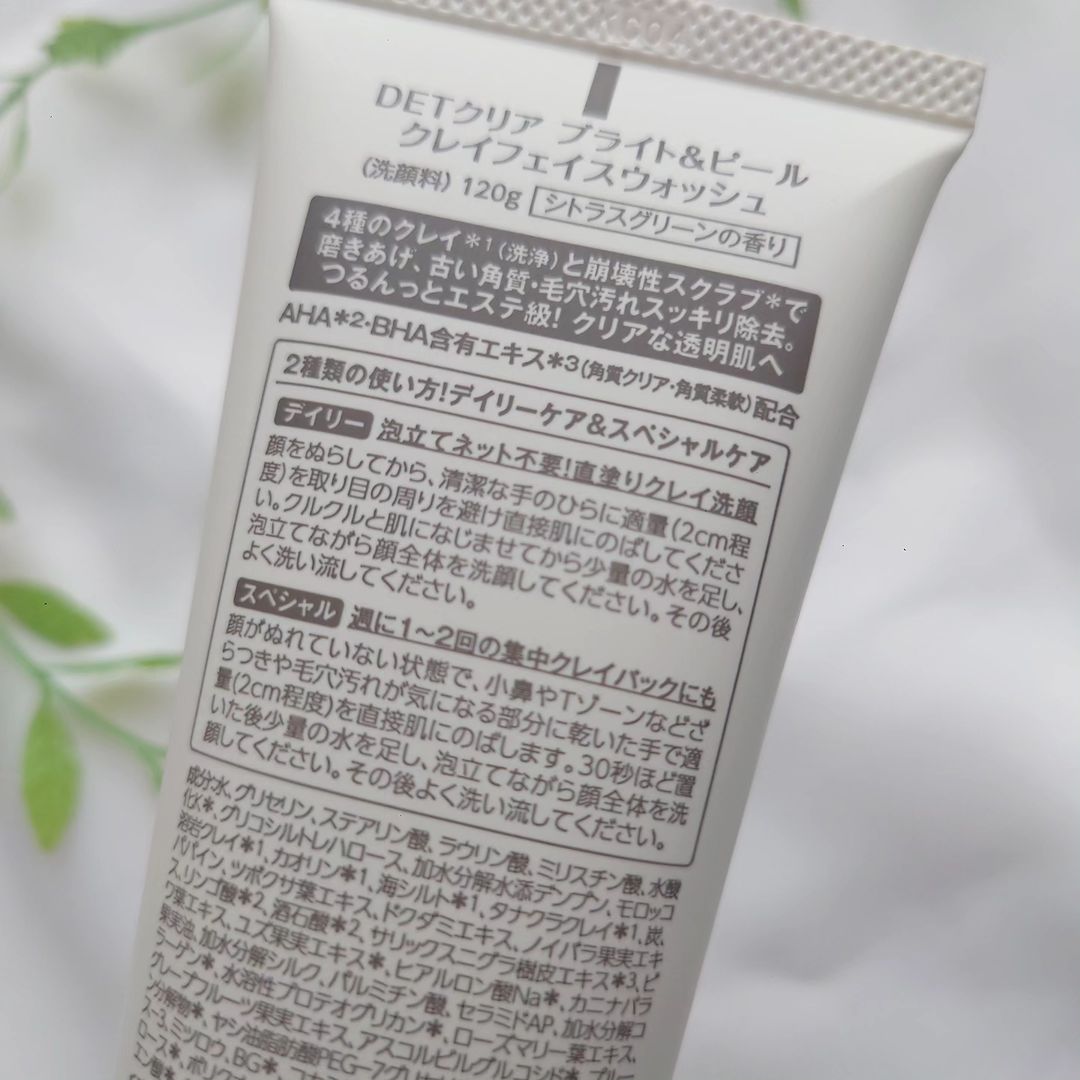 DETクリア ブライト&ピール
クレイフェイスウォッシュ
(洗顔料) 120g シトラスグリーンの香り
4種のクレイ*1(洗浄)と崩壊性スクラブ*で
磨きあげ、古い角質・毛穴汚れスッキリ除去。
つるんっとエステ級! クリアな透明肌へ
AHA*2・BHA含有エキス*3(角質クリア・角質柔軟)配合
2種類の使い方!デイリーケア&スペシャルケア
デイリー 泡立てネット不要!直塗りクレイ洗顔
顔をぬらしてから、清潔な手のひらに適量(2cm程
度)を取り目の周りを避け直接肌にのばしてくださ
い。クルクルと肌になじませてから少量の水を足し、
泡立てながら顔全体を洗顔してください。その後
よく洗い流してください。
スペシャル 週に1〜2回の集中クレイパックにも
顔がぬれていない状態で、小鼻やTゾーンなどざ
らつきや毛穴汚れが気になる部分に乾いた手で適
量(2cm程度)を直接肌にのばします。30秒ほど置
いた後少量の水を足し、泡立てながら顔全体を洗
顔してください。その後よく洗い流してください。
成分:水、グリセリン、ステアリン酸、ラウリン酸、ミリスチン酸、水酸
化K*、グリコシルトレハロース、加水分解水添デンプン、モロッコ
溶岩クレイ*1、カオリン*1、海シルト*1、タナクラクレイ*1、炭、
パパイン、ツボクサ葉エキス、ドクダミエキス、ノイバラ果実エキ
ス、リンゴ酸*2、酒石酸*2、サリックスニグラ樹皮エキス*3、ビ
ワ葉エキス、ユズ果実エキス*、ヒアルロン酸Na*、カニナバラ
果実油、加水分解シルク、パルミチン酸、セラミドAP、加水分解コ
ラーゲン*、水溶性プロテオグリカン*、ローズマリー葉エキス、
グレープフルーツ果実エキス、アスコルビルグルコシド*、プルー
ン分解物*、ヤシ油脂肪酸PEG-7グリセリル
ス-3、ミツロウ、BG*